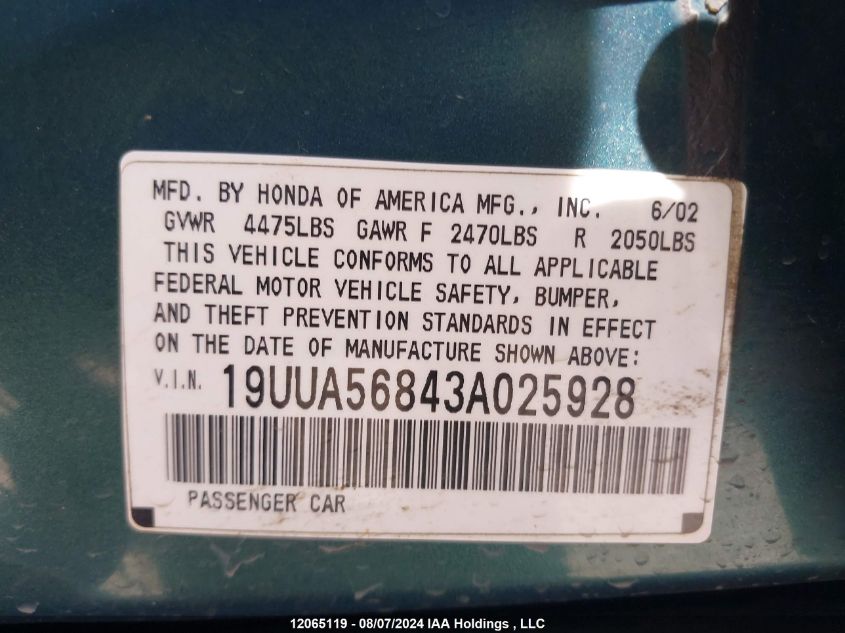 MFD. BY HONDA OF AMERICA MFG., INC. 6/02
GVWR 4475LBS GAWR F 2470LBS R 2050LBS
THIS VEHICLE CONFORMS TO ALL APPLICABLE
FEDERAL MOTOR VEHICLE SAFETY, BUMPER,
AND THEFT PREVENTION STANDARDS IN EFFECT
ON THE DATE OF MANUFACTURE SHOWN ABOVE:
V.I.N. 19UUA56843A025928
PASSENGER CAR
12065119 - 08/07/2024 IAA Holdings , LLC